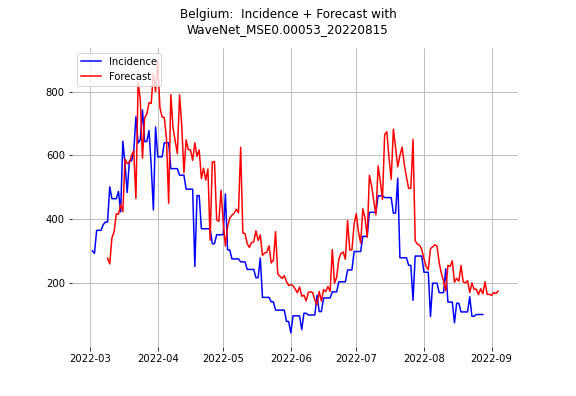 Belgium:  Incidence + Forecast with
WaveNet_MSE0.00053_20220815
Incidence
Forecast
800
600
400
200
2022-03
2022-04
2022-05
2022-06
2022-07
2022-08
2022-09